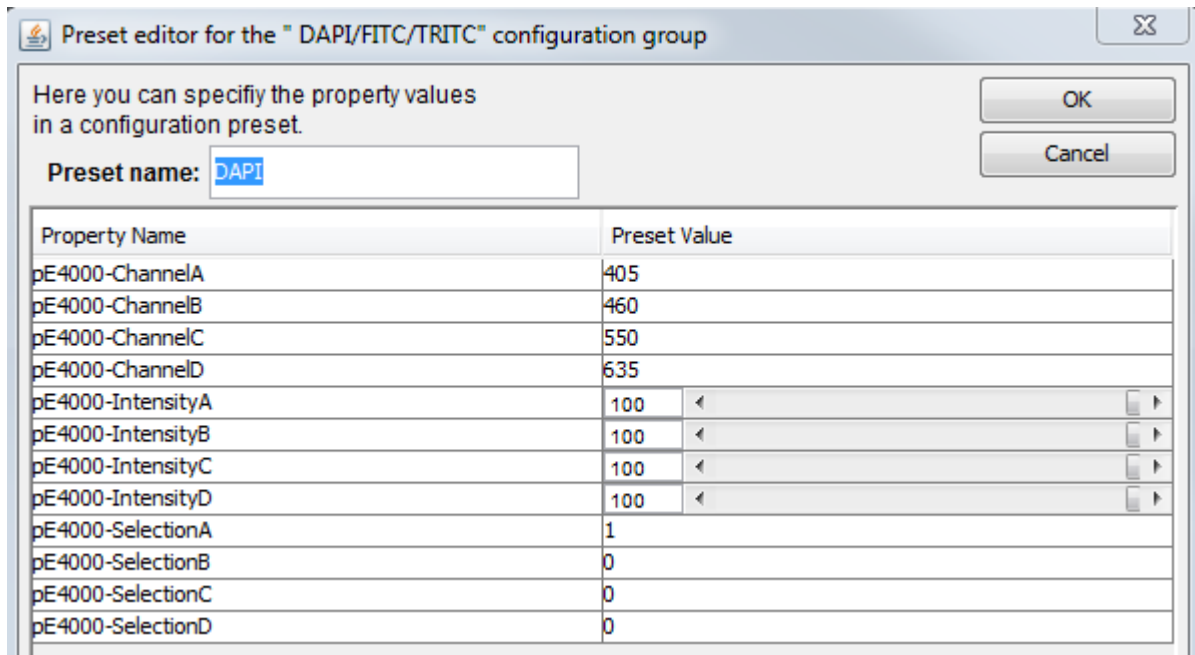 Preset editor for the " DAPI/FITC/TRITC" configuration group
Here you can specifiy the property values
in a configuration preset.
OK
Cancel
Preset name: DAPI
Property Name Preset Value
pE4000-ChannelA 405
pE4000-ChannelB 460
pE4000-ChannelC 550
pE4000-ChannelD 635
pE4000-IntensityA 100
pE4000-IntensityB 100
pE4000-IntensityC 100
pE4000-IntensityD 100
pE4000-SelectionA 1
pE4000-SelectionB 0
pE4000-SelectionC 0
pE4000-SelectionD 0